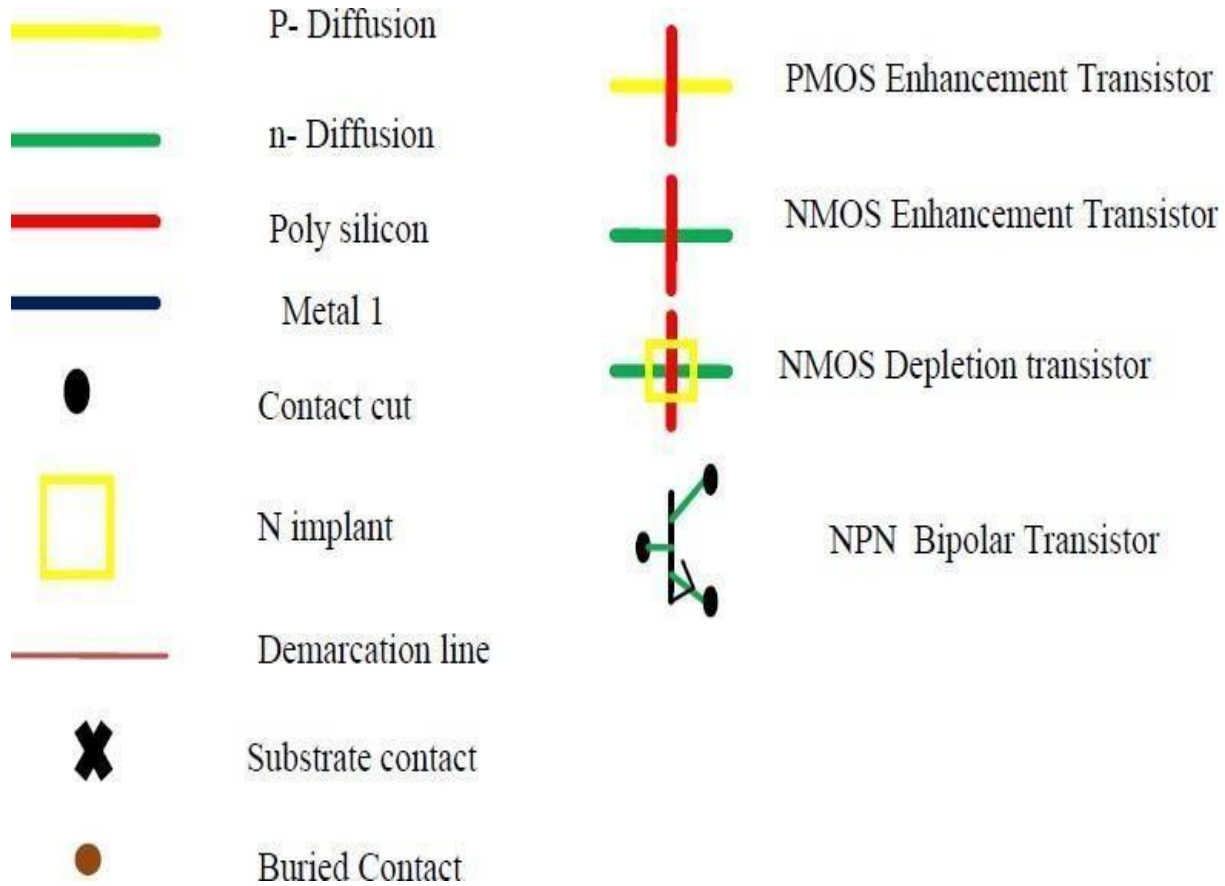 P- Diffusion
n- Diffusion
Poly silicon
Metal 1
Contact cut
N implant
Demarcation line
Substrate contact
Buried Contact
PMOS Enhancement Transistor
NMOS Enhancement Transistor
NMOS Depletion transistor
NPN Bipolar Transistor